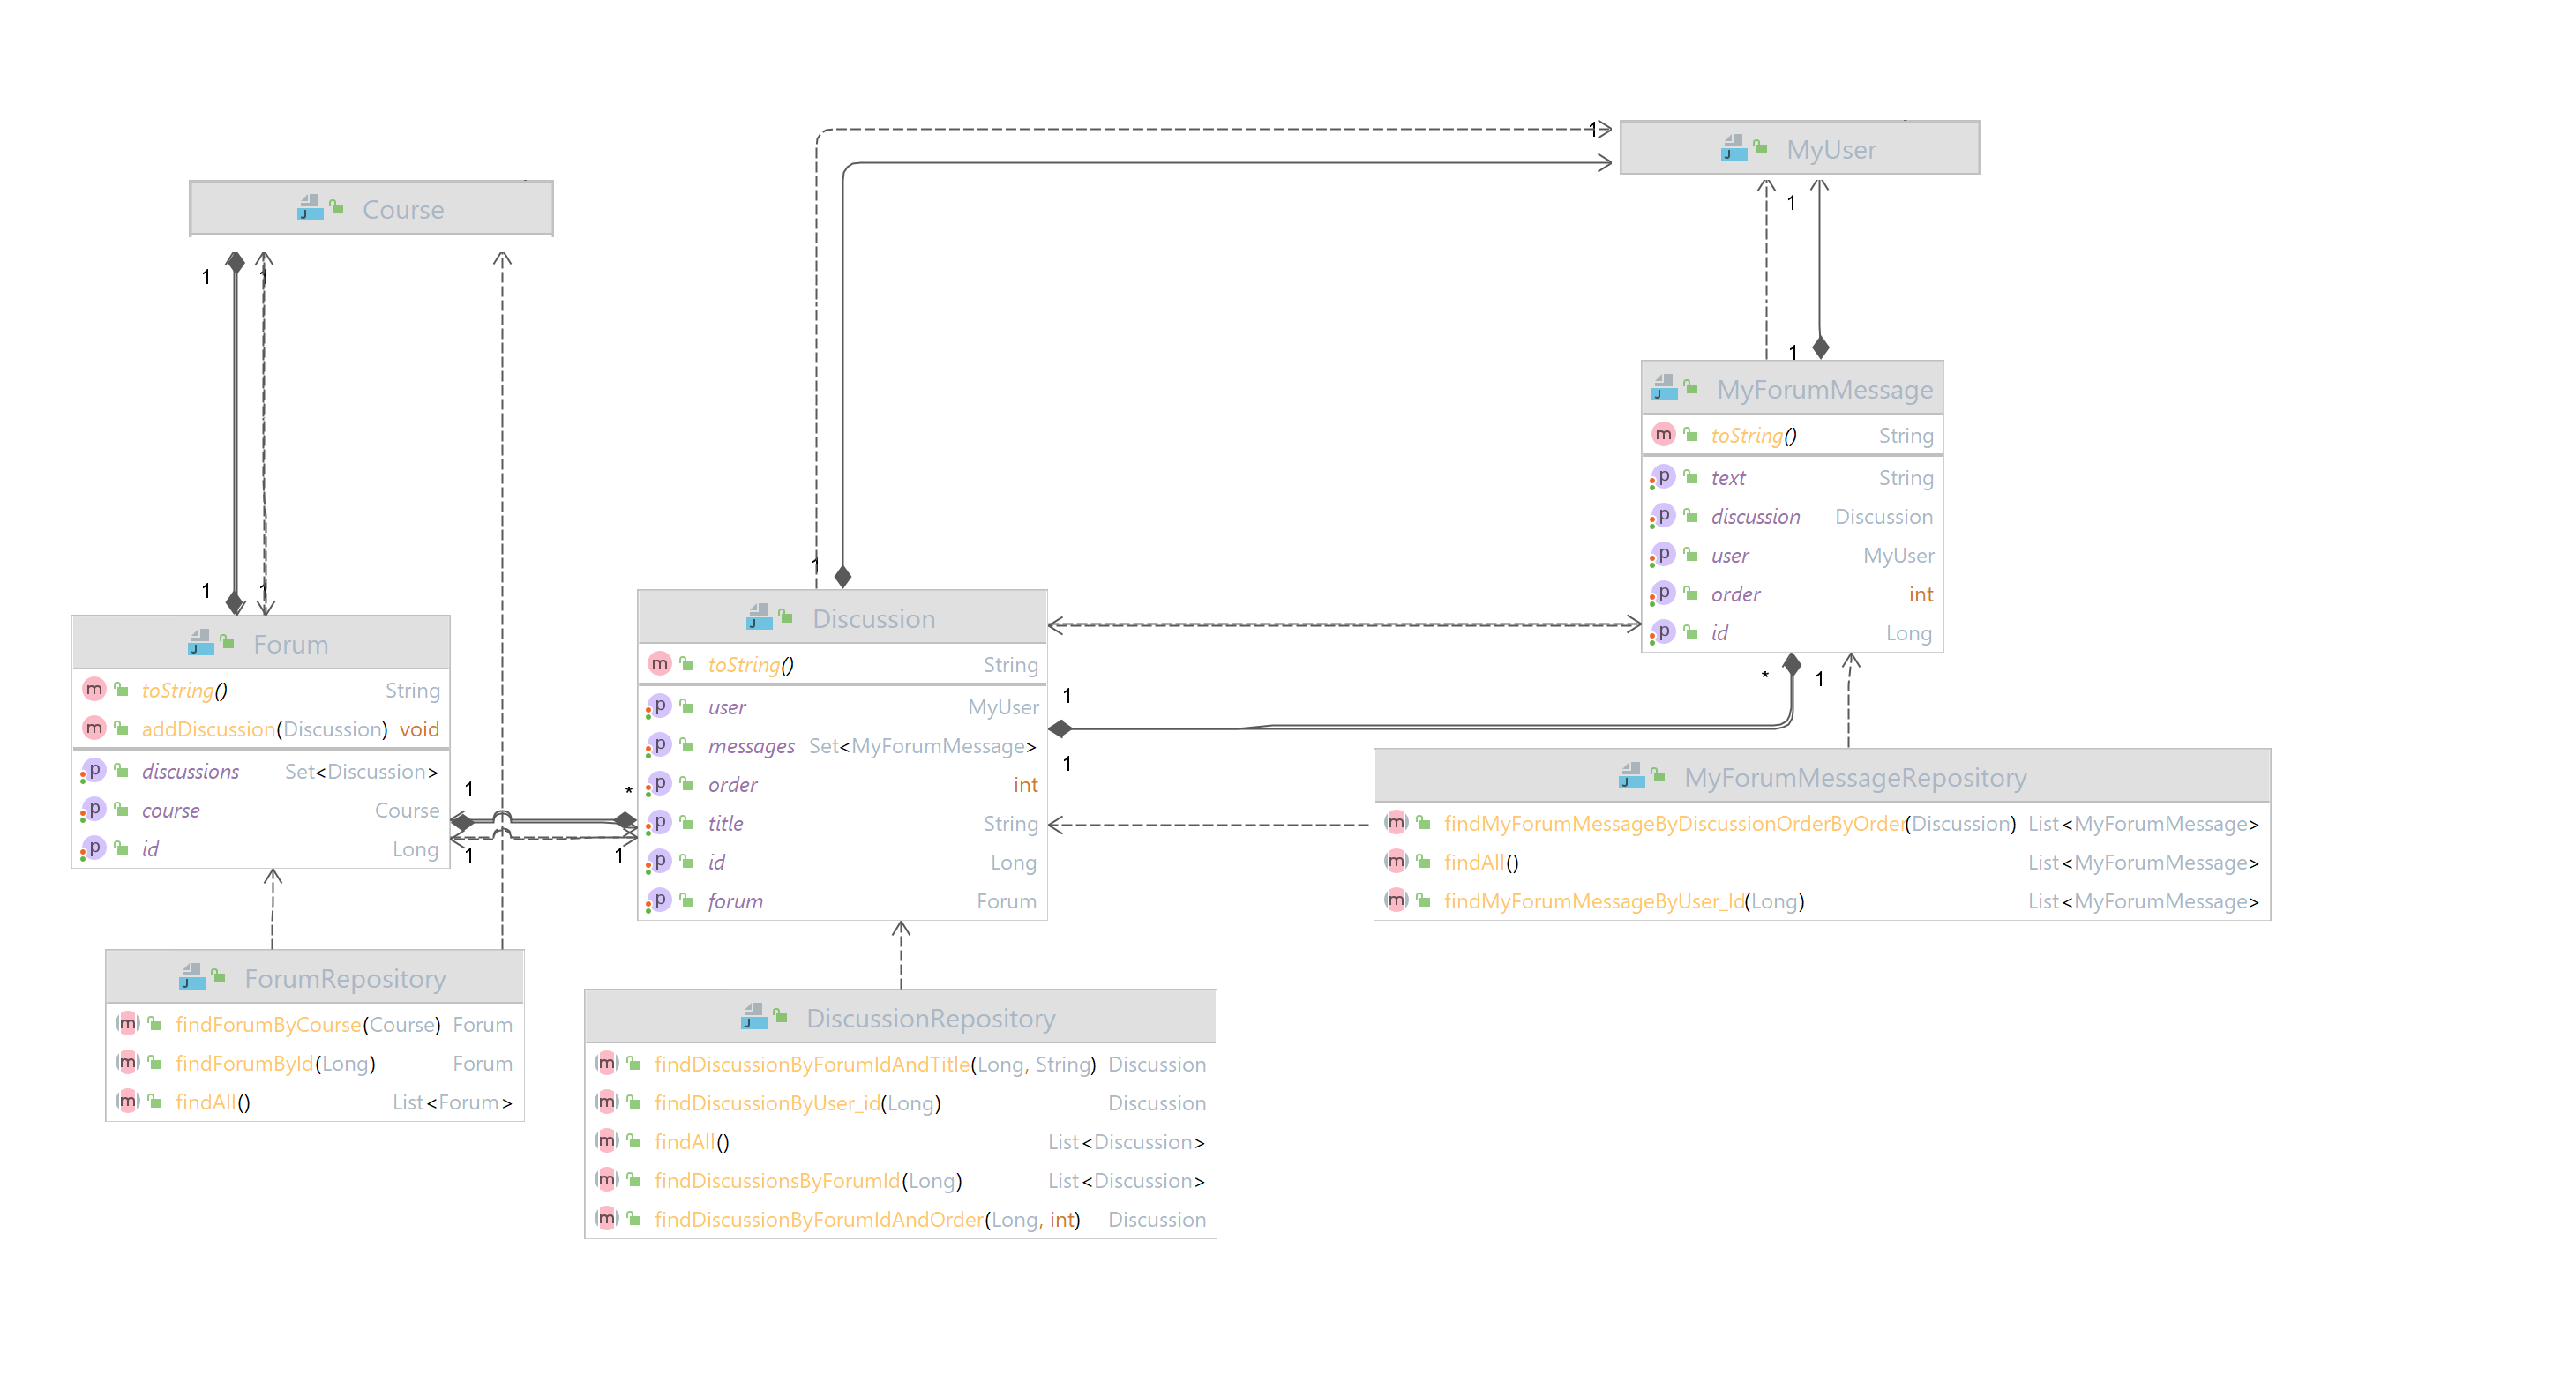 MyUser
Course
MyForumMessage
toString() String
text String
discussion Discussion
user MyUser
order int
id Long
Forum
toString() String
addDiscussion(Discussion) void
discussions Set<Discussion>
course Course
id Long
Discussion
toString() String
user MyUser
messages Set<MyForumMessage>
order int
title String
id Long
forum Forum
MyForumMessageRepository
findMyForumMessageByDiscussionOrderByOrder(Discussion) List<MyForumMessage>
findAll() List<MyForumMessage>
findMyForumMessageByUser_Id(Long) List<MyForumMessage>
ForumRepository
findForumByCourse(Course) Forum
findForumById(Long) Forum
findAll() List<Forum>
DiscussionRepository
findDiscussionByForumIdAndTitle(Long, String) Discussion
findDiscussionByUser_id(Long) Discussion
findAll() List<Discussion>
findDiscussionsByForumId(Long) List<Discussion>
findDiscussionByForumIdAndOrder(Long, int) Discussion
1
1
1
1
1
1
1
1
1
*
1
1
1
*
1
1
1